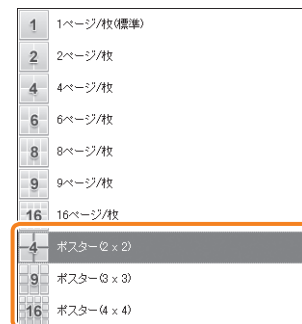 1 1ページ/枚(標準)
2 2ページ/枚
4 4ページ/枚
6 6ページ/枚
8 8ページ/枚
9 9ページ/枚
16 16ページ/枚
4 ポスター(2 x 2)
9 ポスター(3 x 3)
16 ポスター(4 x 4)